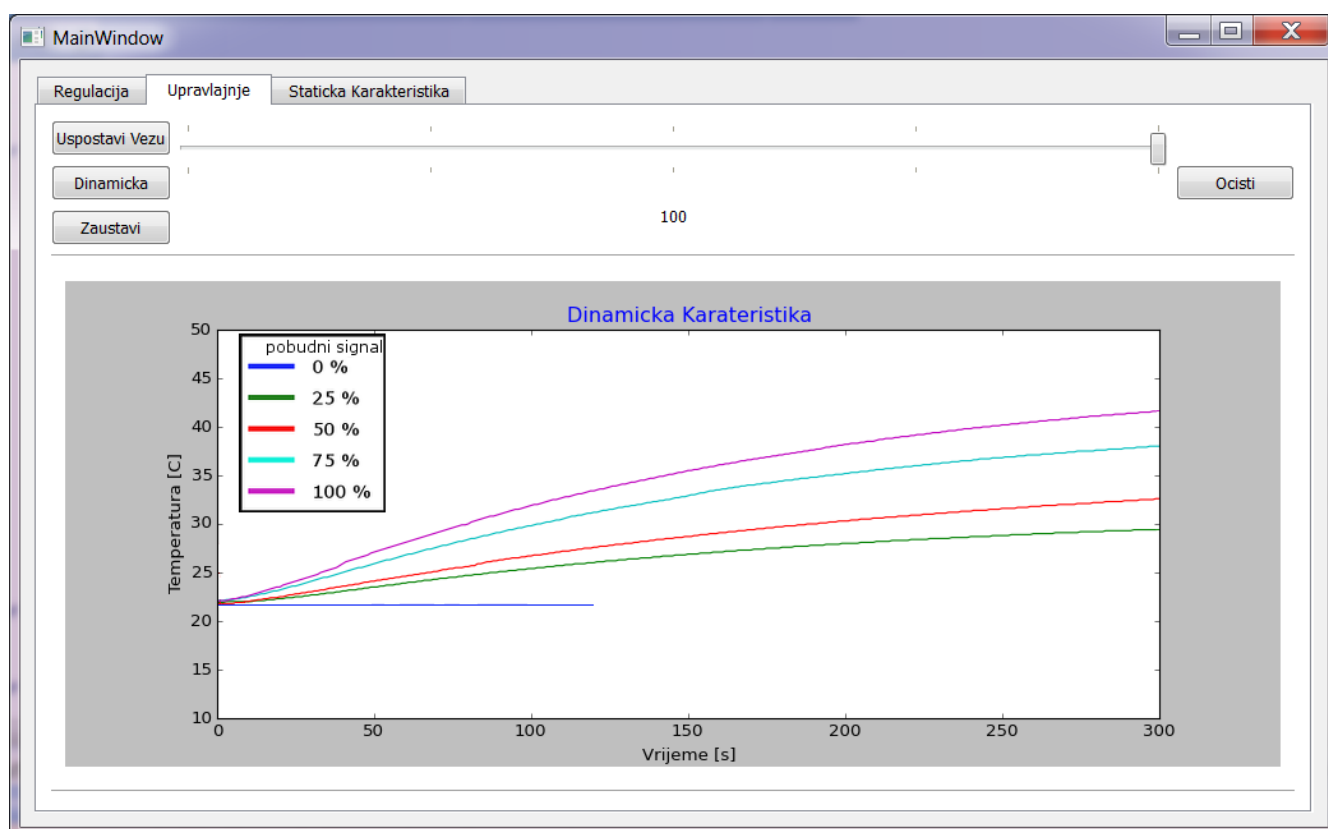 MainWindow
Regulacija Upravlajnje Staticka Karakteristika
Uspostavi Vezu
Dinamicka
Ocisti
Zaustavi
100
Dinamicka Karateristika
pobudni signal
0 %
25 %
50 %
75 %
100 %
Temperatura [C]
50
45
40
35
30
25
20
15
10
0 50 100 150 200 250 300
Vrijeme [s]